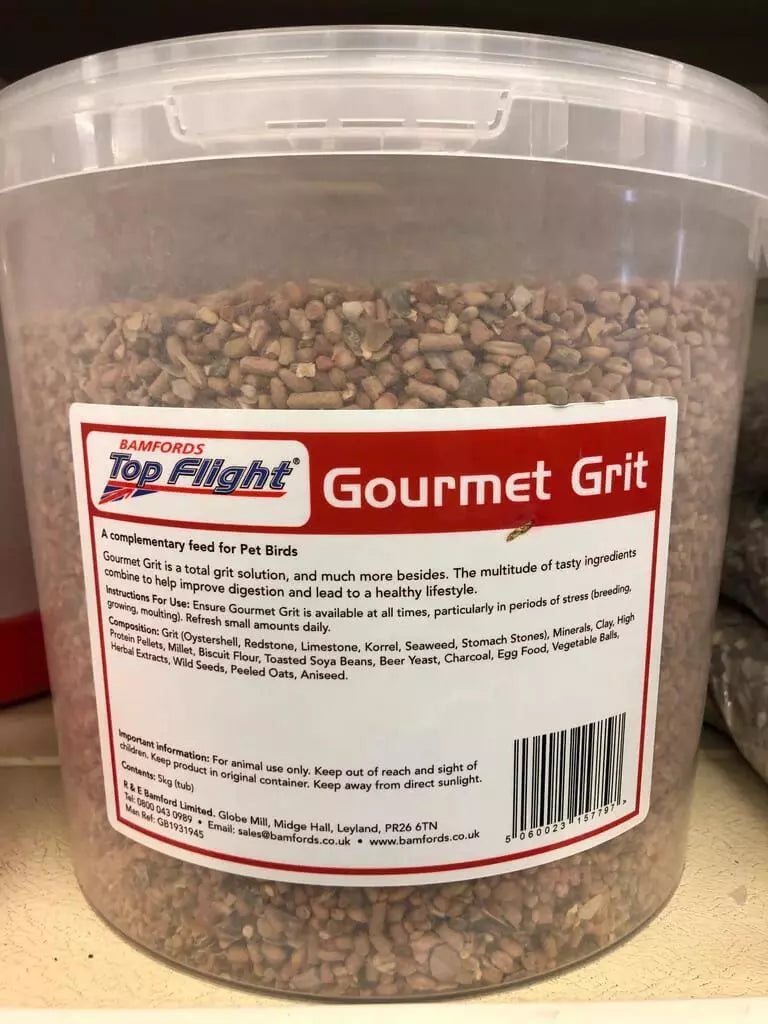 BAMFORDS
Top Flight®
Gourmet Grit
A complementary feed for Pet Birds
Gourmet Grit is a total grit solution, and much more besides. The multitude of tasty ingredients
combine to help improve digestion and lead to a healthy lifestyle.
Instructions For Use: Ensure Gourmet Grit is available at all times, particularly in periods of stress (breeding,
growing, moulting). Refresh small amounts daily.
Composition: Grit (Oystershell, Redstone, Limestone, Korrel, Seaweed, Stomach Stones), Minerals, Clay, High
Protein Pellets, Millet, Biscuit Flour, Toasted Soya Beans, Beer Yeast, Charcoal, Egg Food, Vegetable Balls,
Herbal Extracts, Wild Seeds, Peeled Oats, Aniseed.
Important information: For animal use only. Keep out of reach and sight of
children. Keep product in original container. Keep away from direct sunlight.
Contents: 5kg (tub)
R & E Bamford Limited. Globe Mill, Midge Hall, Leyland, PR26 6TN
Tel: 0800 043 0989 • Email: sales@bamfords.co.uk • www.bamfords.co.uk
Man Ref: GB1931945
5 060023 157797 >